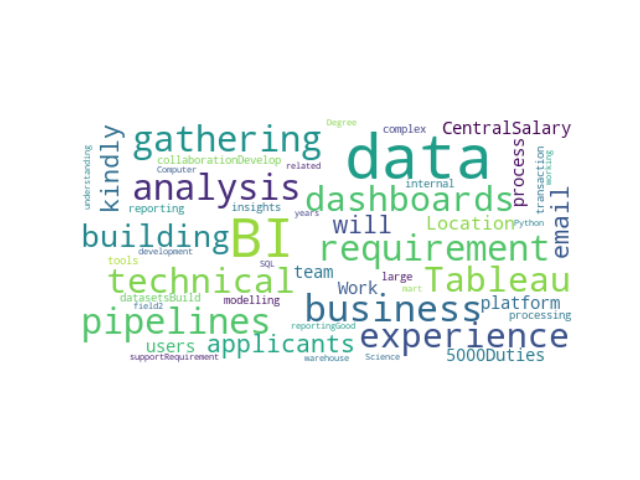 Degree
complex CentralSalary
gathering data
understanding kindly collaborationDevelop Computer related process transaction working
analysis internal
reporting insights dashboards
years will Location Python email
building BI requirement
development SQL
tools technical team large Tableau
datasetsBuild modelling Work mart
field2 business platform
pipelines reportingGood processing
users applicants experience
supportRequirement warehouse Science 5000Duties